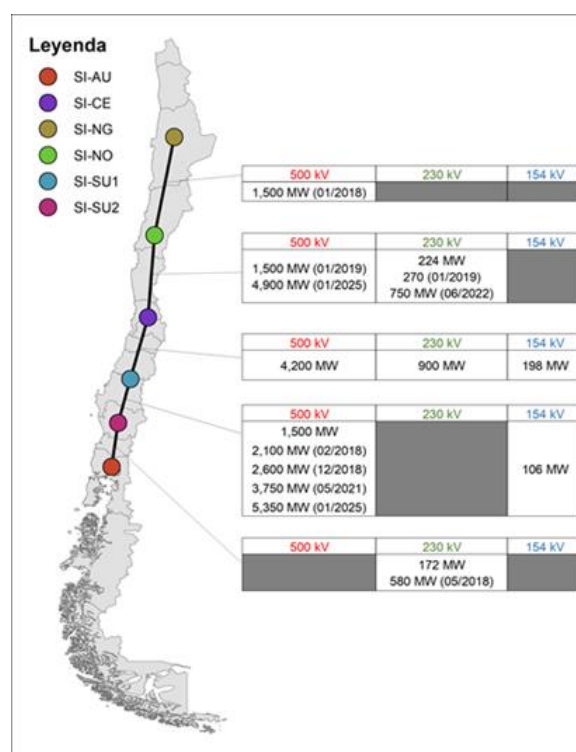 Leyenda
SI-AU
SI-CE
SI-NG
SI-NO
SI-SU1
SI-SU2
500 kV 230 kV 154 kV
1,500 MW (01/2018)
500 kV 230 kV 154 kV
1,500 MW (01/2019)
4,900 MW (01/2025)
224 MW
270 (01/2019)
750 MW (06/2022)
500 kV 230 kV 154 kV
4,200 MW 900 MW 198 MW
500 kV 230 kV 154 kV
1,500 MW
2,100 MW (02/2018)
2,600 MW (12/2018)
3,750 MW (05/2021)
5,350 MW (01/2025)
106 MW
500 kV 230 kV 154 kV
172 MW
580 MW (05/2018)